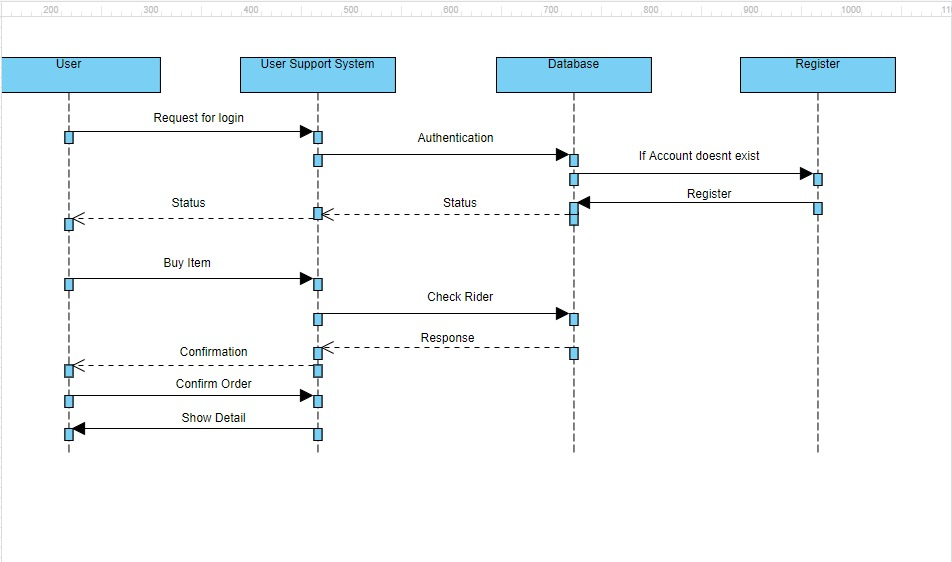 200 300 400 500 600 700 800 900 1000
User User Support System Database Register
Request for login
Authentication
If Account doesnt exist
Register
Status Status
Buy Item
Check Rider
Response
Confirmation
Confirm Order
Show Detail